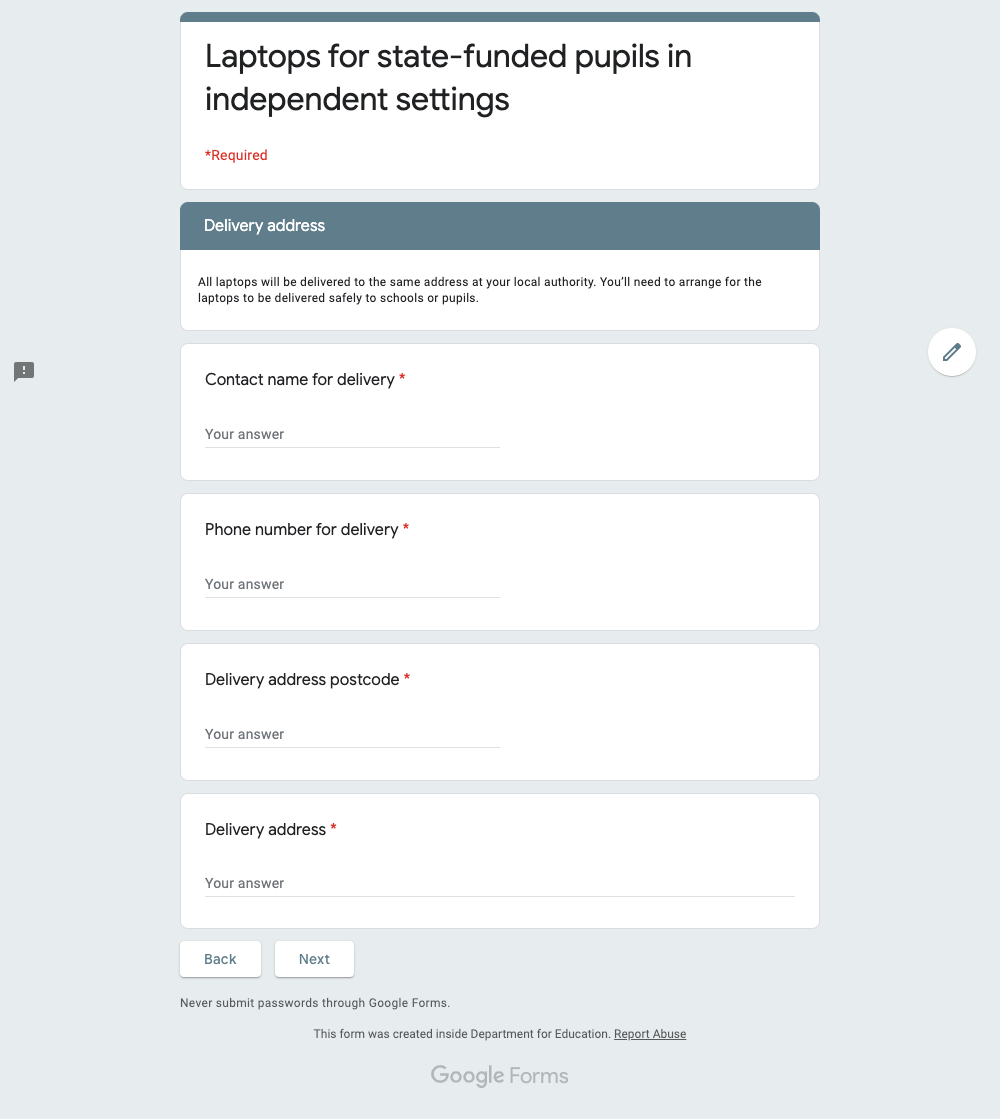 Laptops for state-funded pupils in
independent settings
*Required
Delivery address
All laptops will be delivered to the same address at your local authority. You’ll need to arrange for the
laptops to be delivered safely to schools or pupils.
Contact name for delivery *
Your answer
Phone number for delivery *
Your answer
Delivery address postcode *
Your answer
Delivery address *
Your answer
Back
Next
Never submit passwords through Google Forms.
This form was created inside Department for Education. Report Abuse
Google Forms